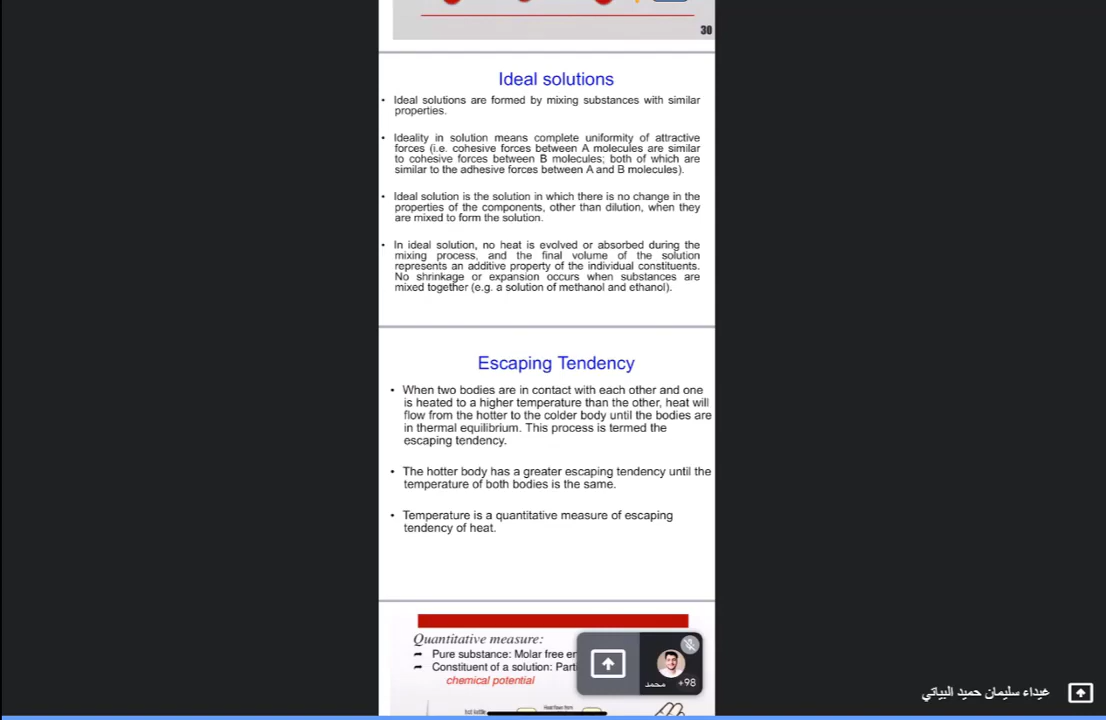 30
Ideal solutions
• Ideal solutions are formed by mixing substances with similar
properties.
• Ideality in solution means complete uniformity of attractive
forces (i.e. cohesive forces between A molecules are similar
to cohesive forces between B molecules; both of which are
similar to the adhesive forces between A and B molecules).
• Ideal solution is the solution in which there is no change in the
properties of the components, other than dilution, when they
are mixed to form the solution.
• In ideal solution, no heat is evolved or absorbed during the
mixing process, and the final volume of the solution
represents an additive property of the individual constituents.
No shrinkage or expansion occurs when substances are
mixed together (e.g. a solution of methanol and ethanol).
Escaping Tendency
• When two bodies are in contact with each other and one
is heated to a higher temperature than the other, heat will
flow from the hotter to the colder body until the bodies are
in thermal equilibrium. This process is termed the
escaping tendency.
• The hotter body has a greater escaping tendency until the
temperature of both bodies is the same.
• Temperature is a quantitative measure of escaping
tendency of heat.
Quantitative measure:
Pure substance: Molar free en
Constituent of a solution: Parti
chemical potential
محمد
+98
غيداء سليمان حميد البياتي